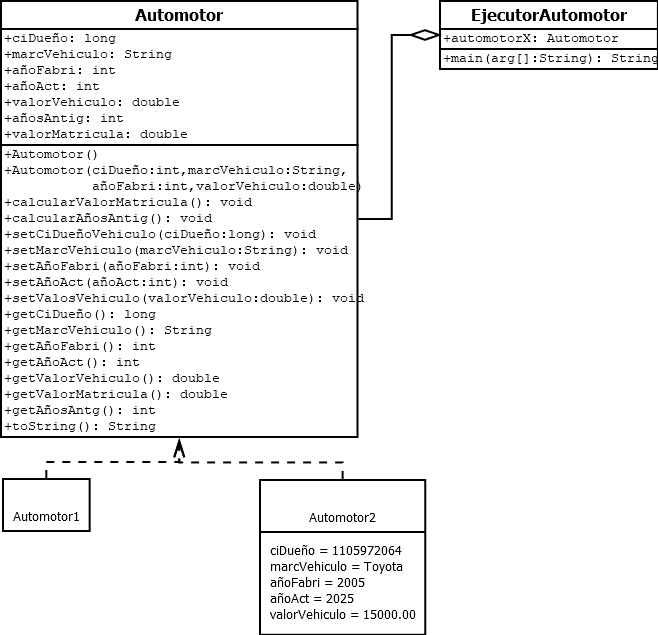 Automotor
+ciDueño: long
+marcVehiculo: String
+añoFabri: int
+añoAct: int
+valorVehiculo: double
+añosAntig: int
+valorMatricula: double
+Automotor()
+Automotor(ciDueño:int,marcVehiculo:String,
añoFabri:int,valorVehiculo:double)
+calcularValorMatricula(): void
+calcularAñosAntig(): void
+setCiDueñoVehiculo(ciDueño:long): void
+setMarcVehiculo(marcVehiculo:String): void
+setAñoFabri(añoFabri:int): void
+setAñoAct(añoAct:int): void
+setValosVehiculo(valorVehiculo:double): void
+getCiDueño(): long
+getMarcVehiculo(): String
+getAñoFabri(): int
+getAñoAct(): int
+getValorVehiculo(): double
+getValorMatricula(): double
+getAñosAntg(): int
+toString(): String
EjecutorAutomotor
+automotorX: Automotor
+main(arg[]:String): String
Automotor1
Automotor2
ciDueño = 1105972064
marcVehiculo = Toyota
añoFabri = 2005
añoAct = 2025
valorVehiculo = 15000.00